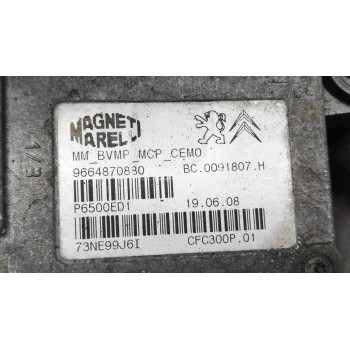 MAGNETI
MARELLI
MM_BVMP_MCP_CEMO
9664870880 BC.0091807.H
P6500ED1 19.06.08
73NE99J6I CFC300P.01